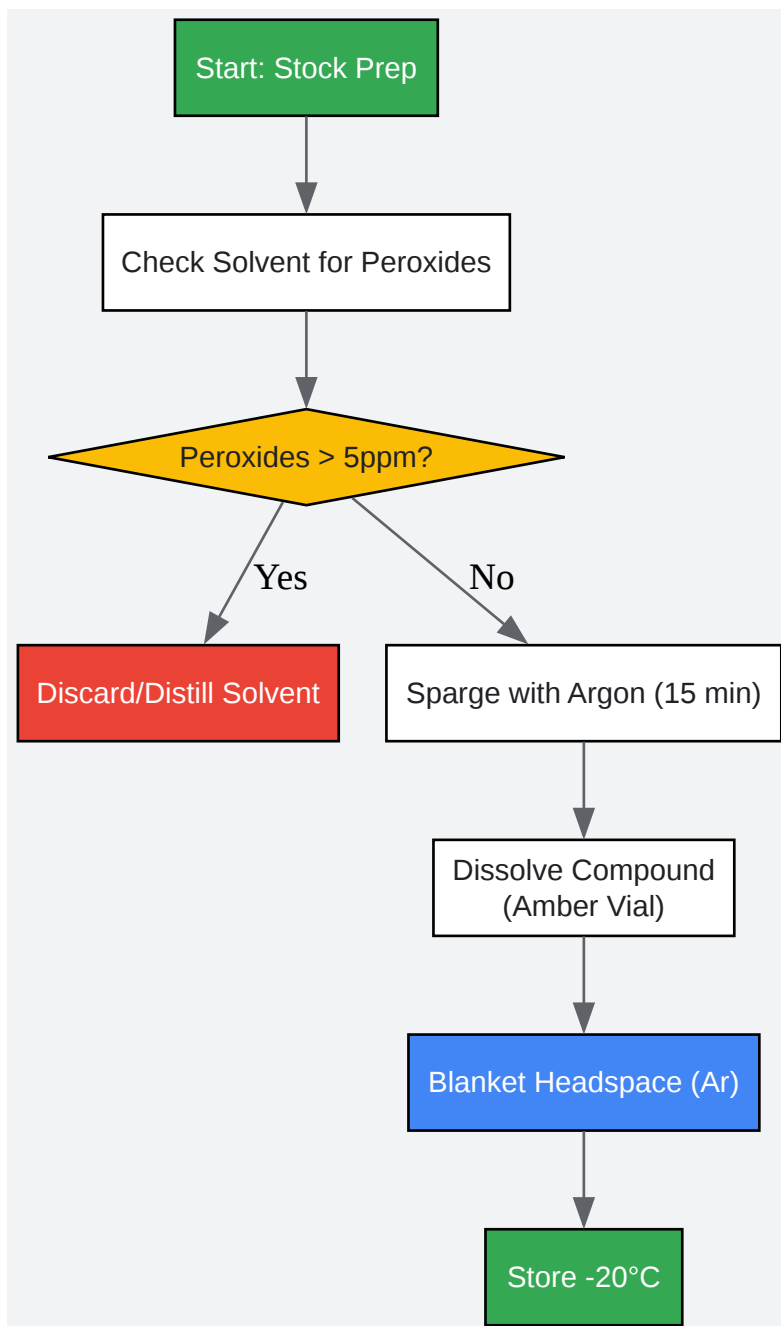 Start: Stock Prep
Check Solvent for Peroxides
Peroxides > 5ppm?
Yes
No
Discard/Distill Solvent
Sparge with Argon (15 min)
Dissolve Compound
(Amber Vial)
Blanket Headspace (Ar)
Store -20°C